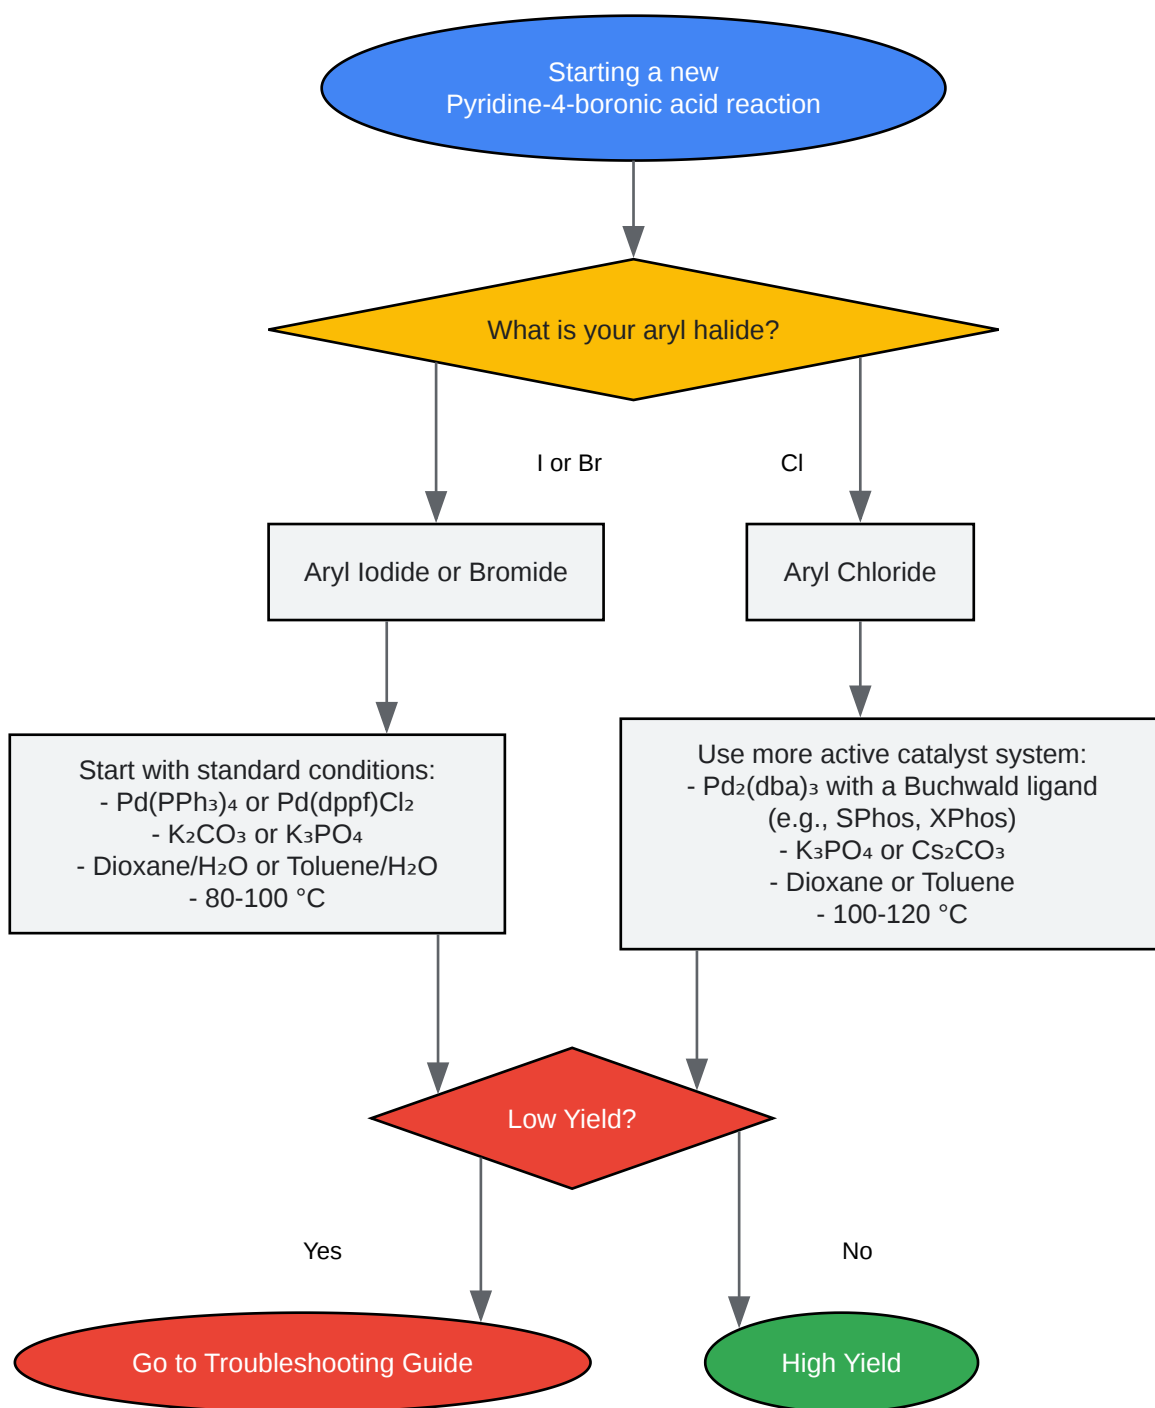 Starting a new
Pyridine-4-boronic acid reaction
What is your aryl halide?
I or Br
Cl
Aryl Iodide or Bromide
Aryl Chloride
Start with standard conditions:
- Pd(PPh₃)₄ or Pd(dppf)Cl₂
- K₂CO₃ or K₃PO₄
- Dioxane/H₂O or Toluene/H₂O
- 80-100 °C
Use more active catalyst system:
- Pd₂(dba)₃ with a Buchwald ligand
(e.g., SPhos, XPhos)
- K₃PO₄ or Cs₂CO₃
- Dioxane or Toluene
- 100-120 °C
Low Yield?
Yes
No
Go to Troubleshooting Guide
High Yield